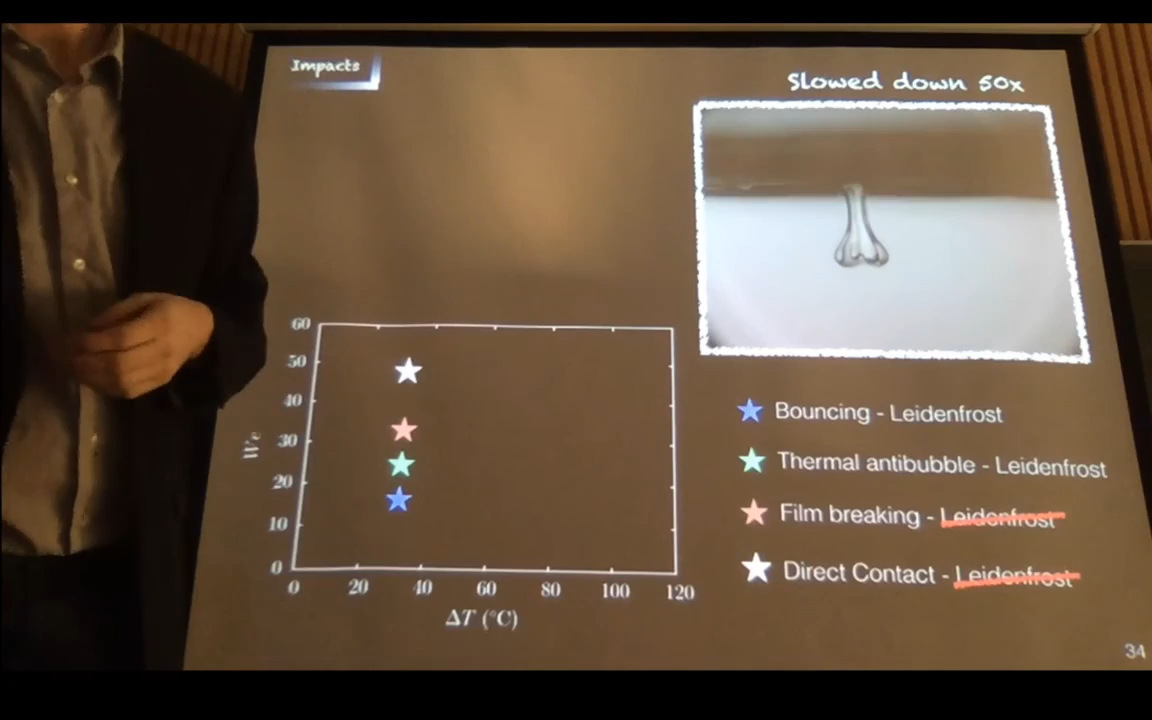 Impacts
Slowed down 50x
60
50
40
30
20
10
0
We
0 20 40 60 80 100 120
ΔT (°C)
Bouncing - Leidenfrost
Thermal antibubble - Leidenfrost
Film breaking - Leidenfrost
Direct Contact - Leidenfrost
34